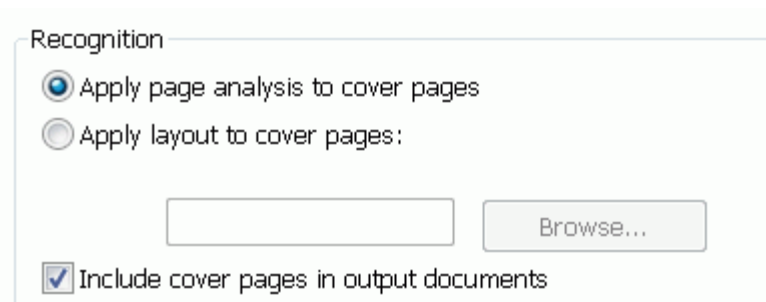 Recognition
Apply page analysis to cover pages
Apply layout to cover pages:
Browse...
Include cover pages in output documents